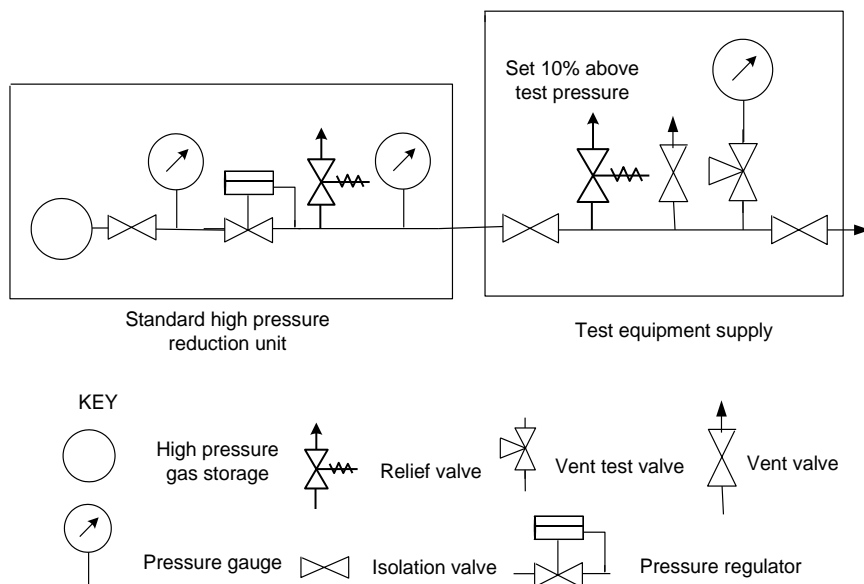 Set 10% above
test pressure
Standard high pressure
reduction unit
Test equipment supply
KEY
High pressure
gas storage
Relief valve
Vent test valve
Vent valve
Pressure gauge
Isolation valve
Pressure regulator